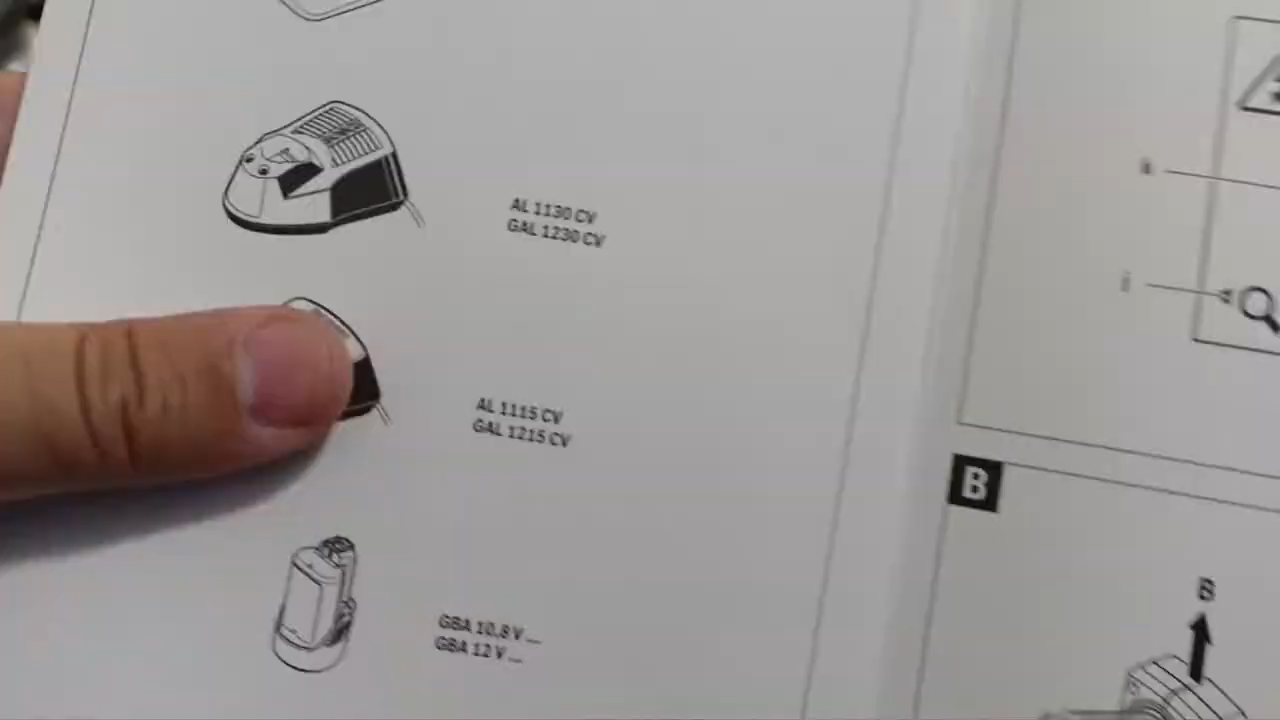 AL 1130 CV
GAL 1230 CV
AL 1115 CV
GAL 1215 CV
GBA 10,8 V ...
GBA 12 V ...
B
B